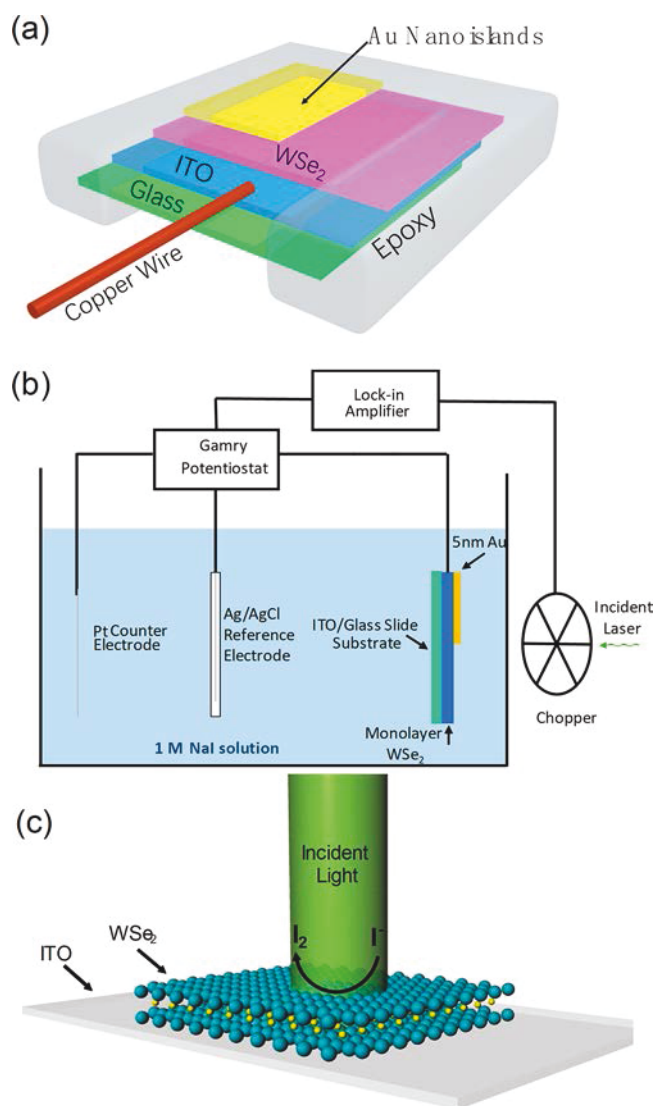 (a)
Au Nanoislands
WSe2
ITO
Glass
Epoxy
Copper Wire
(b)
Lock-in
Amplifier
Gamry
Potentiostat
5nm Au
Pt Counter
Electrode
Ag/AgCl
Reference
Electrode
ITO/Glass Slide
Substrate
Incident
Laser
Chopper
Monolayer
WSe2
1 M NaI solution
(c)
Incident
Light
I2
I-
WSe2
ITO